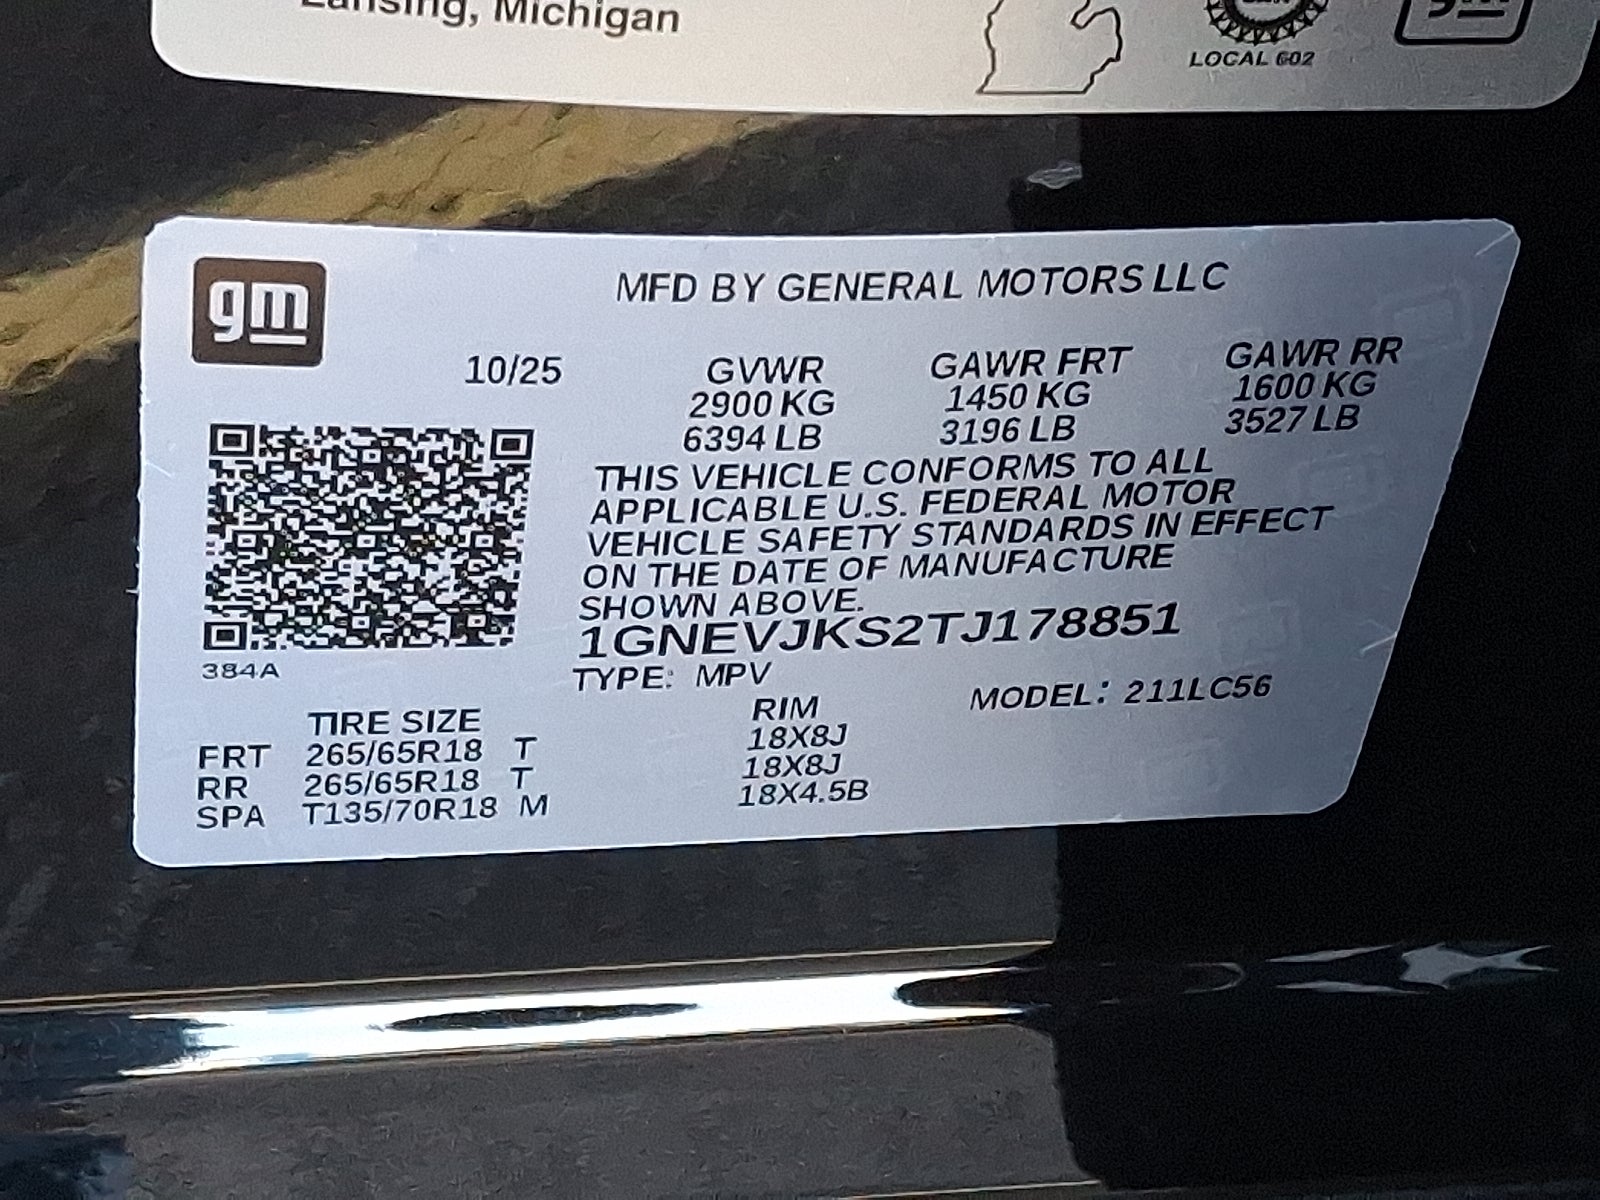 Lansing, Michigan
LOCAL 602
gm
gm
MFD BY GENERAL MOTORS LLC
10/25
GVWR GAWR FRT GAWR RR
2900 KG 1450 KG 1600 KG
6394 LB 3196 LB 3527 LB
THIS VEHICLE CONFORMS TO ALL
APPLICABLE U.S. FEDERAL MOTOR
VEHICLE SAFETY STANDARDS IN EFFECT
ON THE DATE OF MANUFACTURE
SHOWN ABOVE.
1GNEVJKS2TJ178851
384A
TYPE: MPV MODEL: 211LC56
TIRE SIZE RIM
FRT 265/65R18 T 18X8J
RR 265/65R18 T 18X8J
SPA T135/70R18 M 18X4.5B